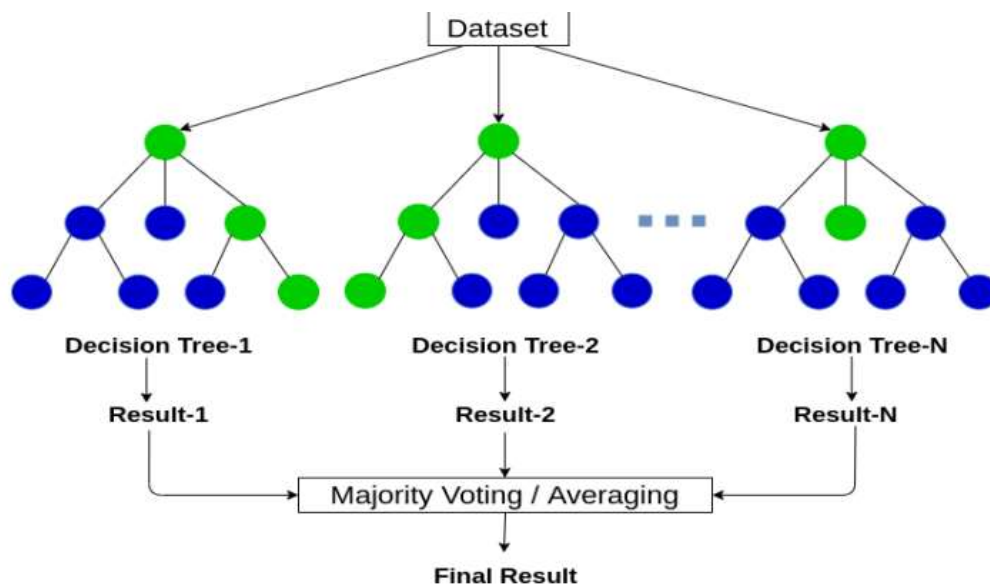 Dataset
Decision Tree-1
Decision Tree-2
Decision Tree-N
Result-1
Result-2
Result-N
Majority Voting / Averaging
Final Result